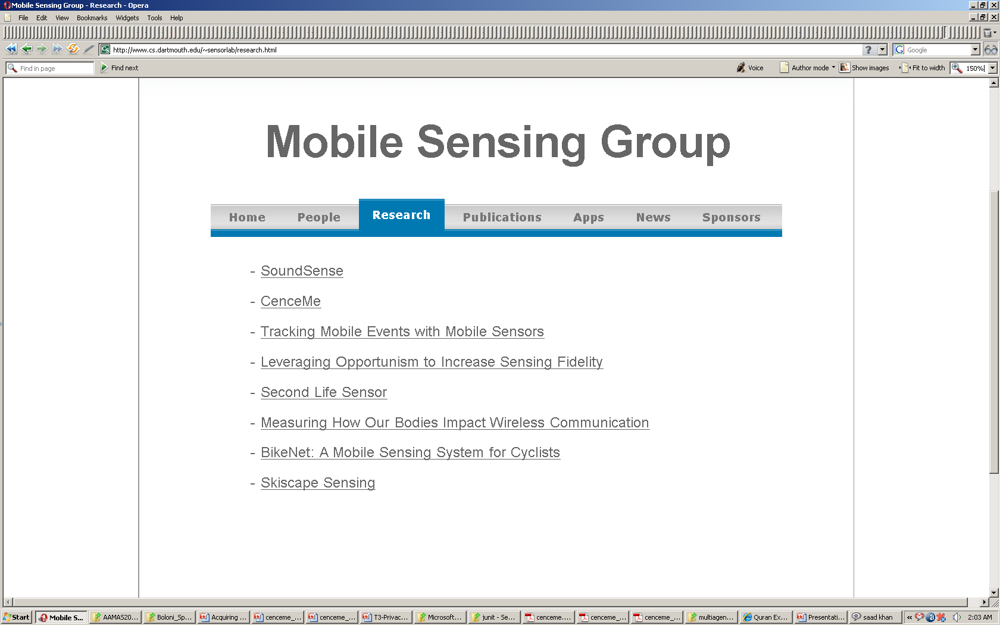 Mobile Sensing Group - Research - Opera
File Edit View Bookmarks Widgets Tools Help
http://www.cs.dartmouth.edu/~sensorlab/research.html ? Google
Find in page Find next Voice Author mode Show images Fit to width 150%
Mobile Sensing Group
Home People Research Publications Apps News Sponsors
- SoundSense
- CenceMe
- Tracking Mobile Events with Mobile Sensors
- Leveraging Opportunism to Increase Sensing Fidelity
- Second Life Sensor
- Measuring How Our Bodies Impact Wireless Communication
- BikeNet: A Mobile Sensing System for Cyclists
- Skiscape Sensing
Start Mobile S... AAMAS20... Boloni_Sp... Acquiring ... cenceme_... cenceme_... T3-Privac... Microsoft... junit - Se... cenceme.... cenceme_... cenceme_... multiagen... Quran Ex... Presentati... saad khan « 2:03 AM